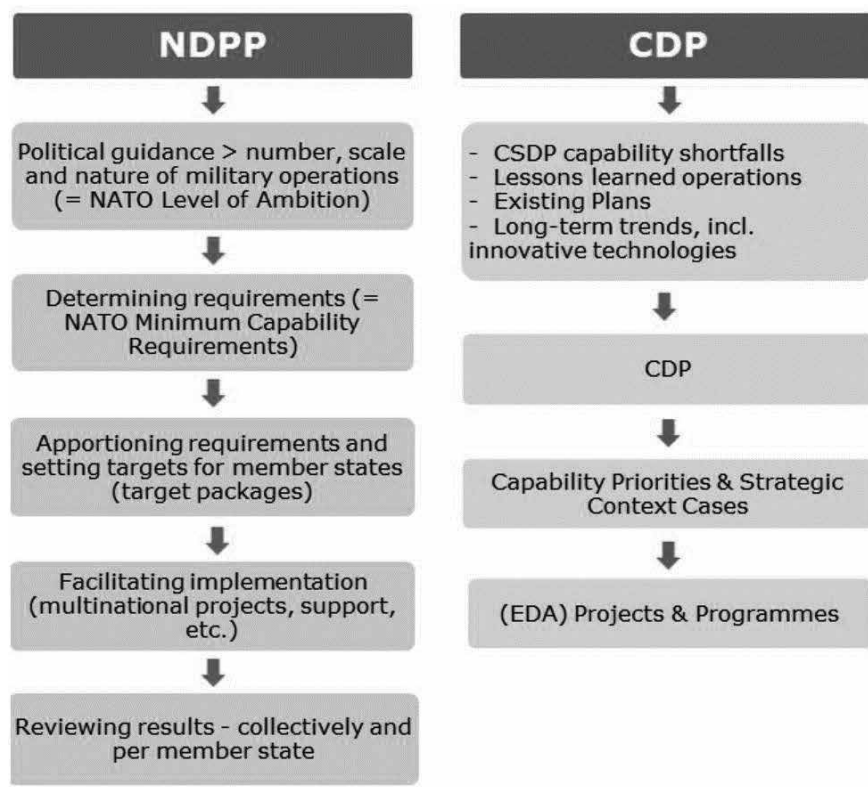 NDPP
Political guidance > number, scale
and nature of military operations
(= NATO Level of Ambition)
Determining requirements (=
NATO Minimum Capability
Requirements)
Apportioning requirements and
setting targets for member states
(target packages)
Facilitating implementation
(multinational projects, support,
etc.)
Reviewing results - collectively and
per member state
CDP
- CSDP capability shortfalls
- Lessons learned operations
- Existing Plans
- Long-term trends, incl.
innovative technologies
CDP
Capability Priorities & Strategic
Context Cases
(EDA) Projects & Programmes